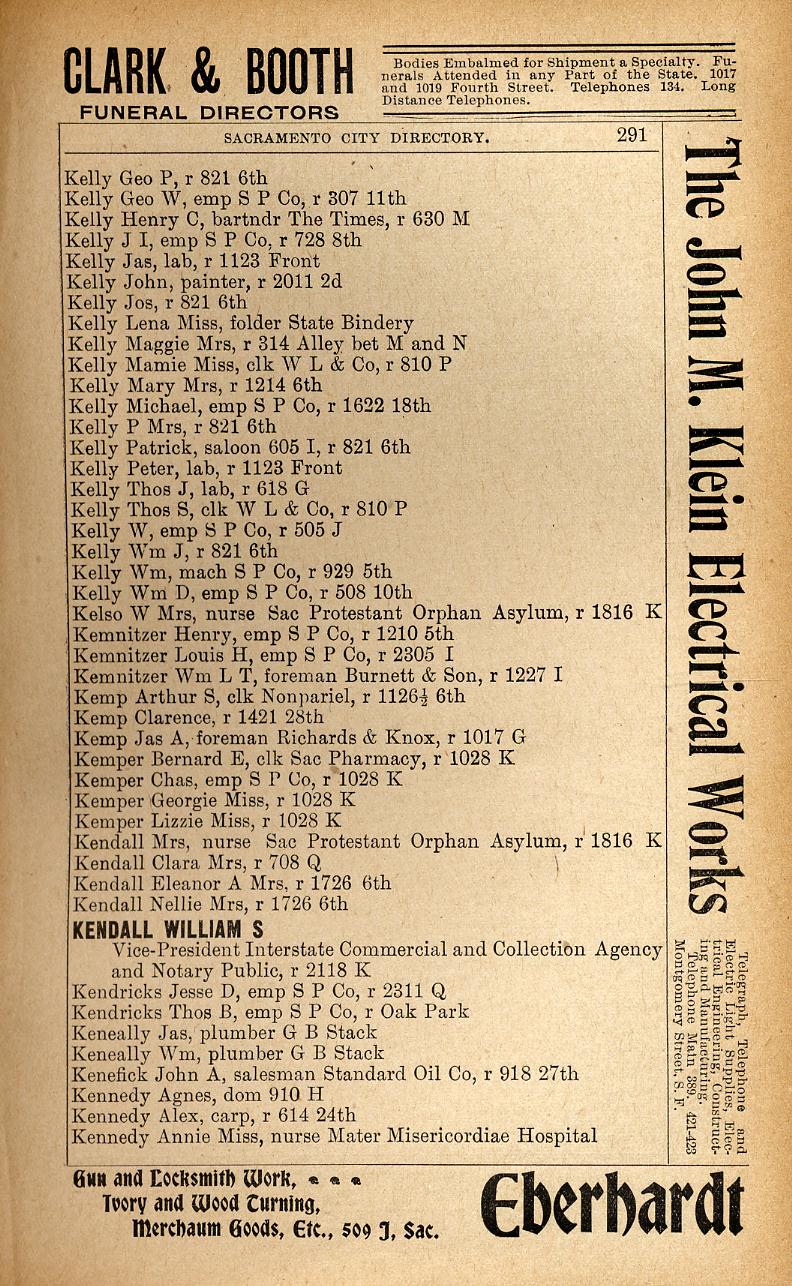 CLARK & BOOTH
FUNERAL DIRECTORS
Bodies Embalmed for Shipment a Specialty. Fu-
nerals Attended in any Part of the State. 1017
and 1019 Fourth Street. Telephones 134. Long
Distance Telephones.
SACRAMENTO CITY DIRECTORY. 291
Kelly Geo P, r 821 6th
Kelly Geo W, emp S P Co, r 307 11th
Kelly Henry C, bartndr The Times, r 630 M
Kelly J I, emp S P Co, r 728 8th
Kelly Jas, lab, r 1123 Front
Kelly John, painter, r 2011 2d
Kelly Jos, r 821 6th
Kelly Lena Miss, folder State Bindery
Kelly Maggie Mrs, r 314 Alley bet M and N
Kelly Mamie Miss, clk W L & Co, r 810 P
Kelly Mary Mrs, r 1214 6th
Kelly Michael, emp S P Co, r 1622 18th
Kelly P Mrs, r 821 6th
Kelly Patrick, saloon 605 I, r 821 6th
Kelly Peter, lab, r 1123 Front
Kelly Thos J, lab, r 618 G
Kelly Thos S, clk W L & Co, r 810 P
Kelly W, emp S P Co, r 505 J
Kelly Wm J, r 821 6th
Kelly Wm, mach S P Co, r 929 5th
Kelly Wm D, emp S P Co, r 508 10th
Kelso W Mrs, nurse Sac Protestant Orphan Asylum, r 1816 K
Kemnitzer Henry, emp S P Co, r 1210 5th
Kemnitzer Louis H, emp S P Co, r 2305 I
Kemnitzer Wm L T, foreman Burnett & Son, r 1227 I
Kemp Arthur S, clk Nonpariel, r 1126½ 6th
Kemp Clarence, r 1421 28th
Kemp Jas A, foreman Richards & Knox, r 1017 G
Kemper Bernard E, clk Sac Pharmacy, r 1028 K
Kemper Chas, emp S P Co, r 1028 K
Kemper Georgie Miss, r 1028 K
Kemper Lizzie Miss, r 1028 K
Kendall Mrs, nurse Sac Protestant Orphan Asylum, r 1816 K
Kendall Clara Mrs, r 708 Q
Kendall Eleanor A Mrs, r 1726 6th
Kendall Nellie Mrs, r 1726 6th
KENDALL WILLIAM S
Vice-President Interstate Commercial and Collection Agency
and Notary Public, r 2118 K
Kendricks Jesse D, emp S P Co, r 2311 Q
Kendricks Thos B, emp S P Co, r Oak Park
Keneally Jas, plumber G B Stack
Keneally Wm, plumber G B Stack
Kenefick John A, salesman Standard Oil Co, r 918 27th
Kennedy Agnes, dom 910 H
Kennedy Alex, carp, r 614 24th
Kennedy Annie Miss, nurse Mater Misericordiae Hospital
The John M. Klein Electrical Works
Telegraph, Telephone and
Electric Light Supplies, Elec-
trical Engineering, Construct-
ing and Manufacturing.
Telephone Main 389. 421-423
Montgomery Street, S. F.
Gun and Locksmith Work,
Ivory and Wood Turning,
Merchaum Goods, Etc., 509 J, Sac.
Eberhardt